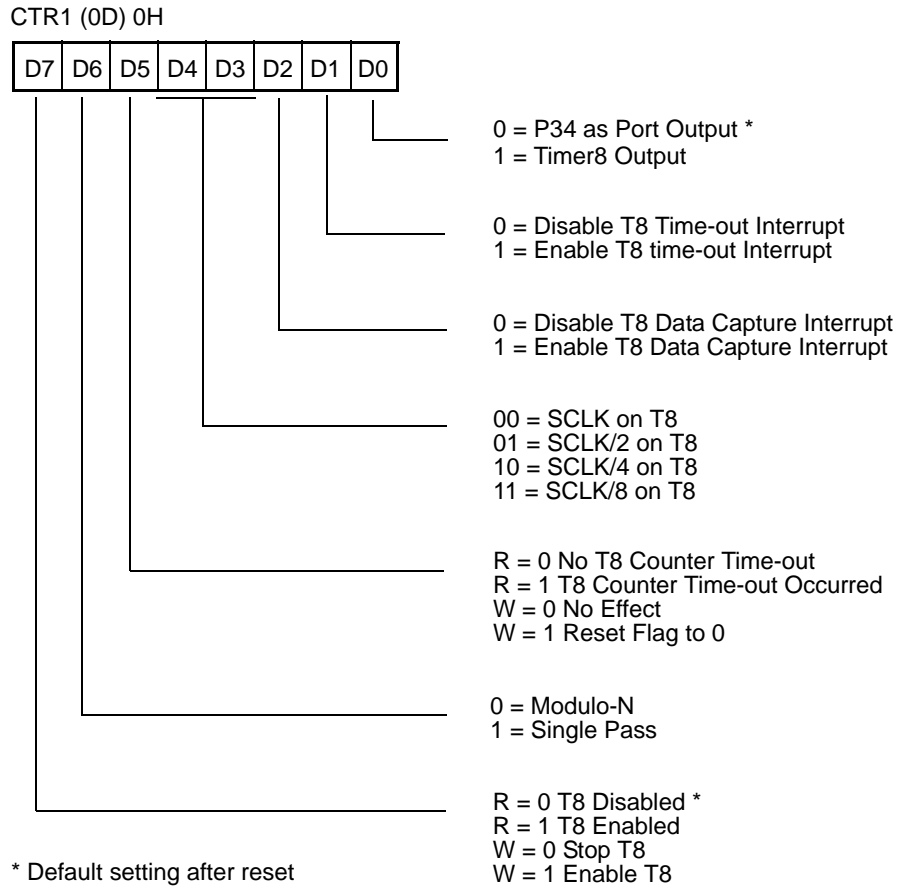 CTR1 (0D) 0H
D7 D6 D5 D4 D3 D2 D1 D0
0 = P34 as Port Output *
1 = Timer8 Output
0 = Disable T8 Time-out Interrupt
1 = Enable T8 time-out Interrupt
0 = Disable T8 Data Capture Interrupt
1 = Enable T8 Data Capture Interrupt
00 = SCLK on T8
01 = SCLK/2 on T8
10 = SCLK/4 on T8
11 = SCLK/8 on T8
R = 0 No T8 Counter Time-out
R = 1 T8 Counter Time-out Occurred
W = 0 No Effect
W = 1 Reset Flag to 0
0 = Modulo-N
1 = Single Pass
R = 0 T8 Disabled *
R = 1 T8 Enabled
W = 0 Stop T8
W = 1 Enable T8
* Default setting after reset